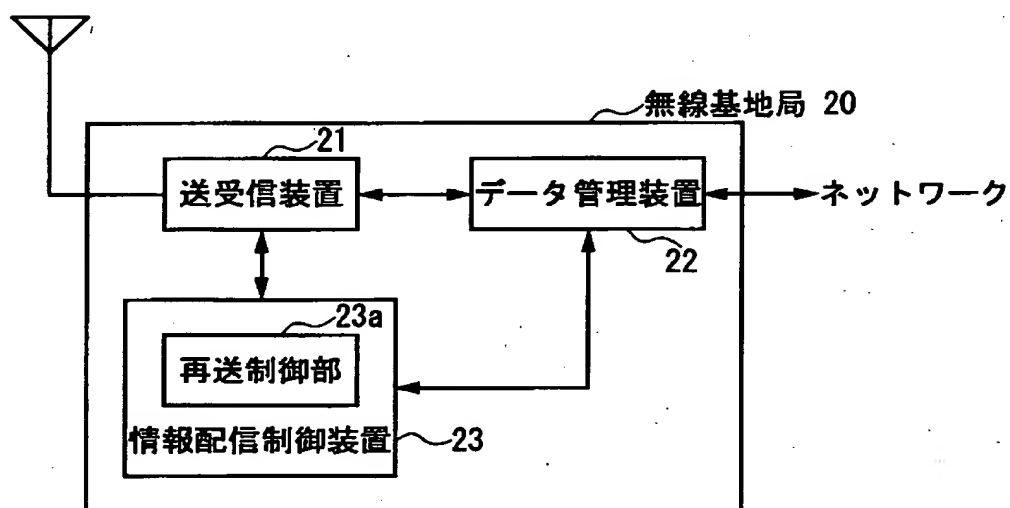 無線基地局 20
21
送受信装置
データ管理装置
ネットワーク
22
23a
再送制御部
情報配信制御装置
23